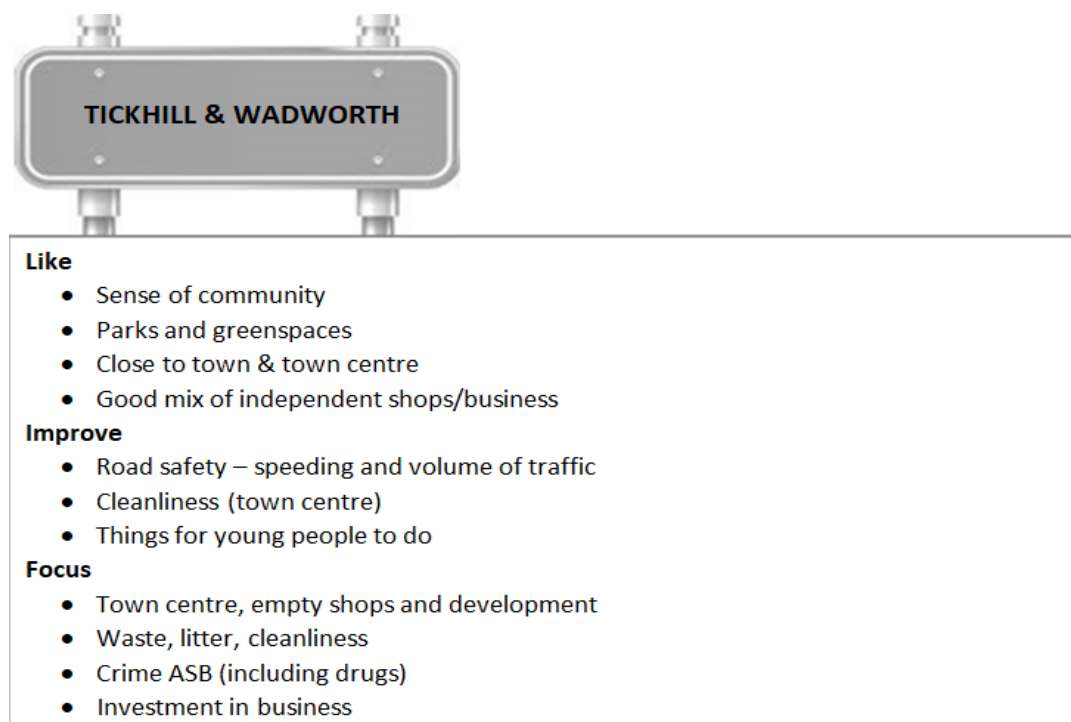 TICKHILL & WADWORTH
Like
• Sense of community
• Parks and greenspaces
• Close to town & town centre
• Good mix of independent shops/business
Improve
• Road safety – speeding and volume of traffic
• Cleanliness (town centre)
• Things for young people to do
Focus
• Town centre, empty shops and development
• Waste, litter, cleanliness
• Crime ASB (including drugs)
• Investment in business